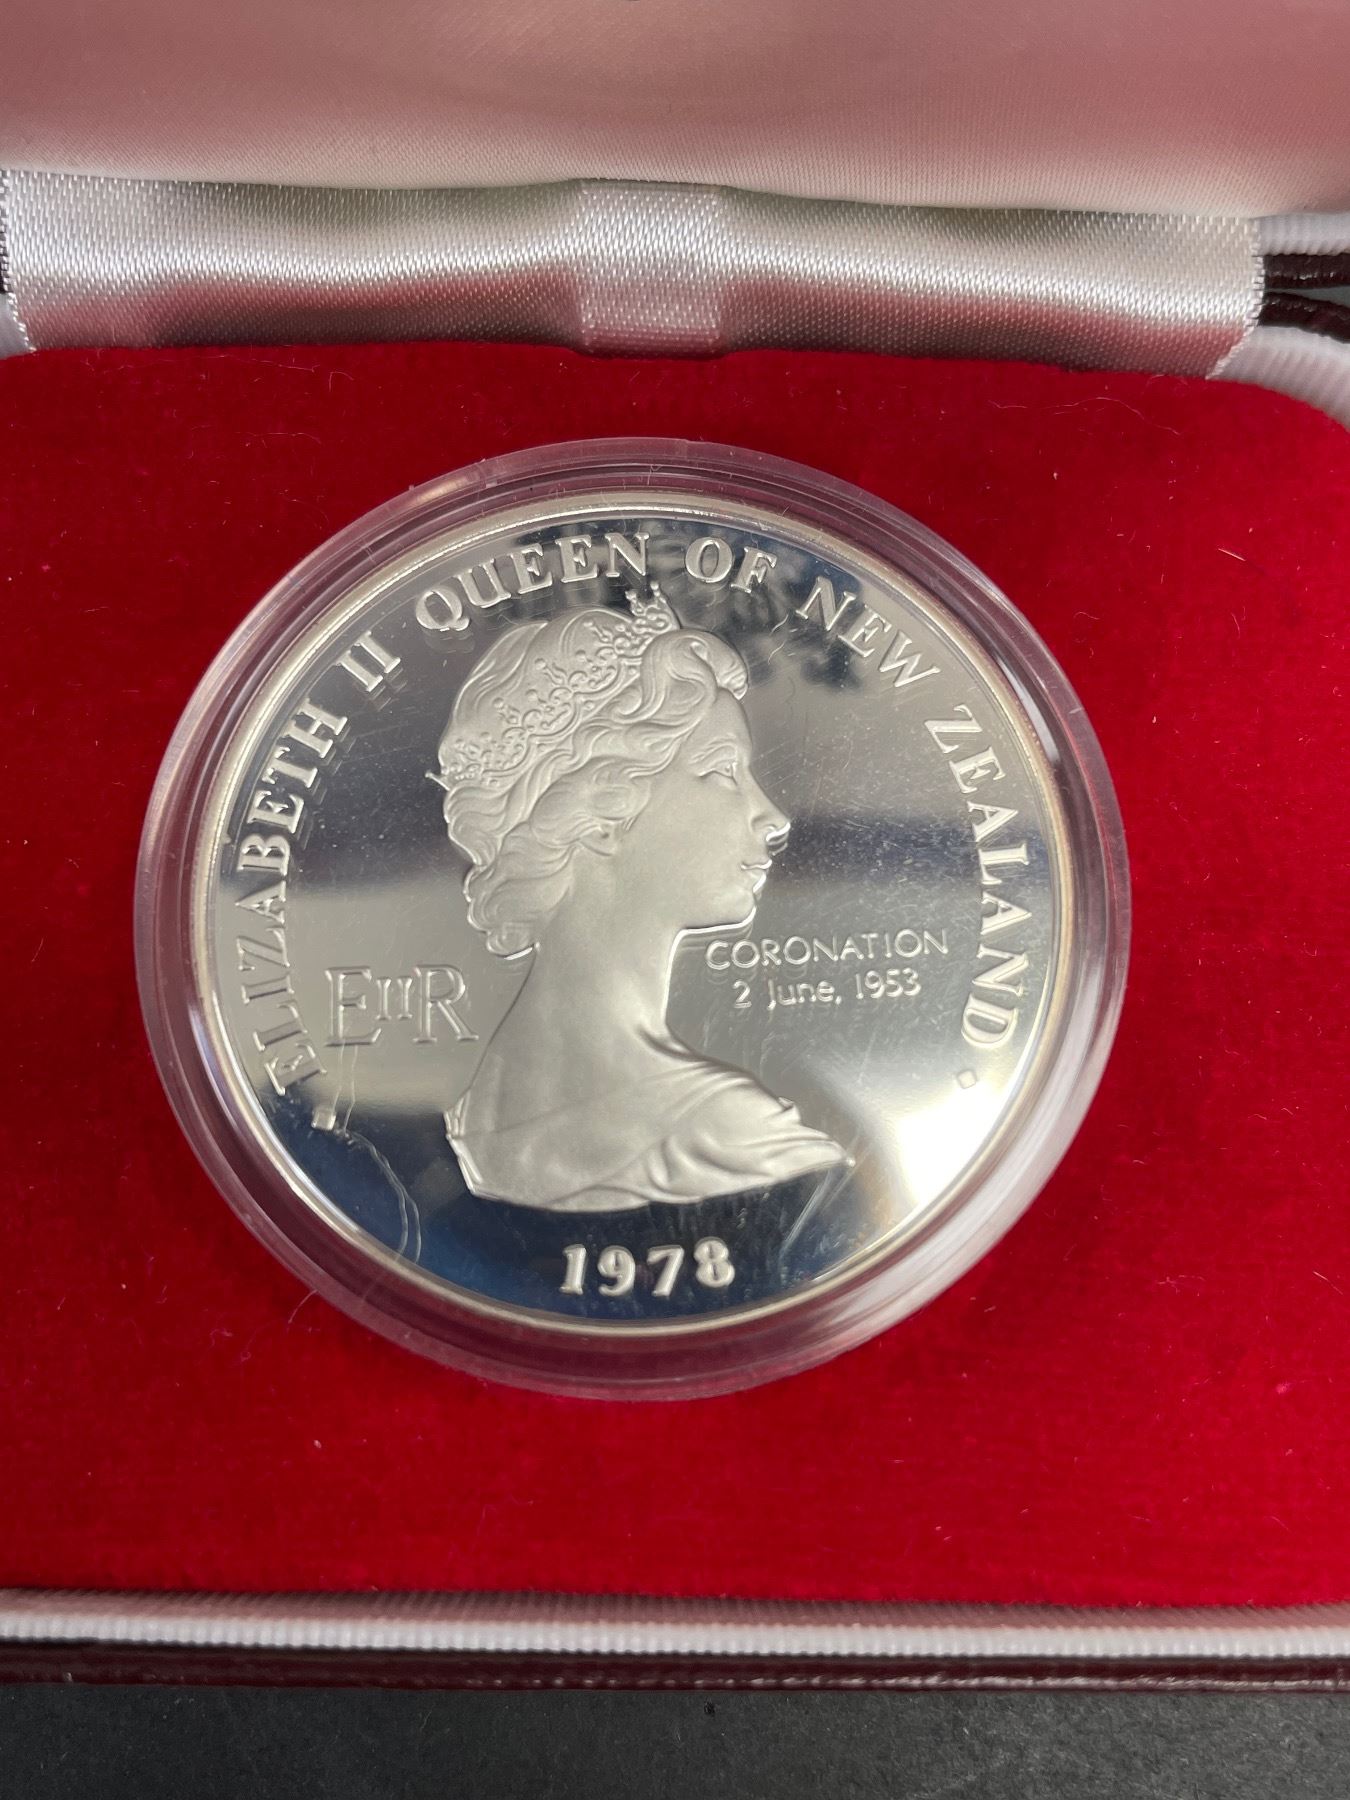 ELIZABETH II QUEEN OF NEW ZEALAND
EIIR
CORONATION
2 June, 1953
1978